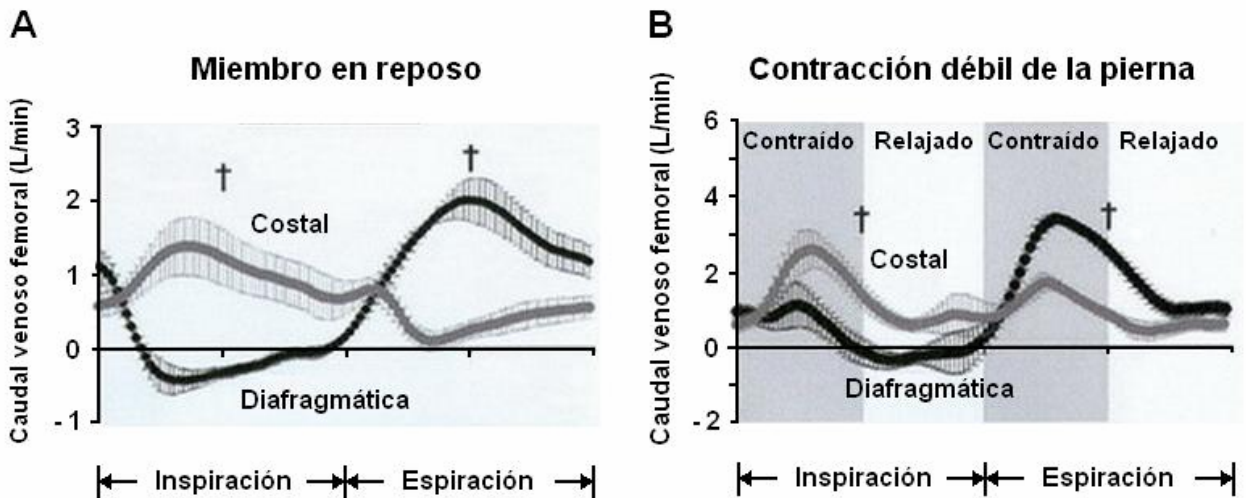 A
Miembro en reposo
Caudal venoso femoral (L/min)
3
2
1
0
- 1
†
†
Costal
Diafragmática
Inspiración
Espiración
B
Contracción débil de la pierna
Caudal venoso femoral (L/min)
6
4
2
0
- 2
Contraído
Relajado
Contraído
Relajado
†
†
Costal
Diafragmática
Inspiración
Espiración